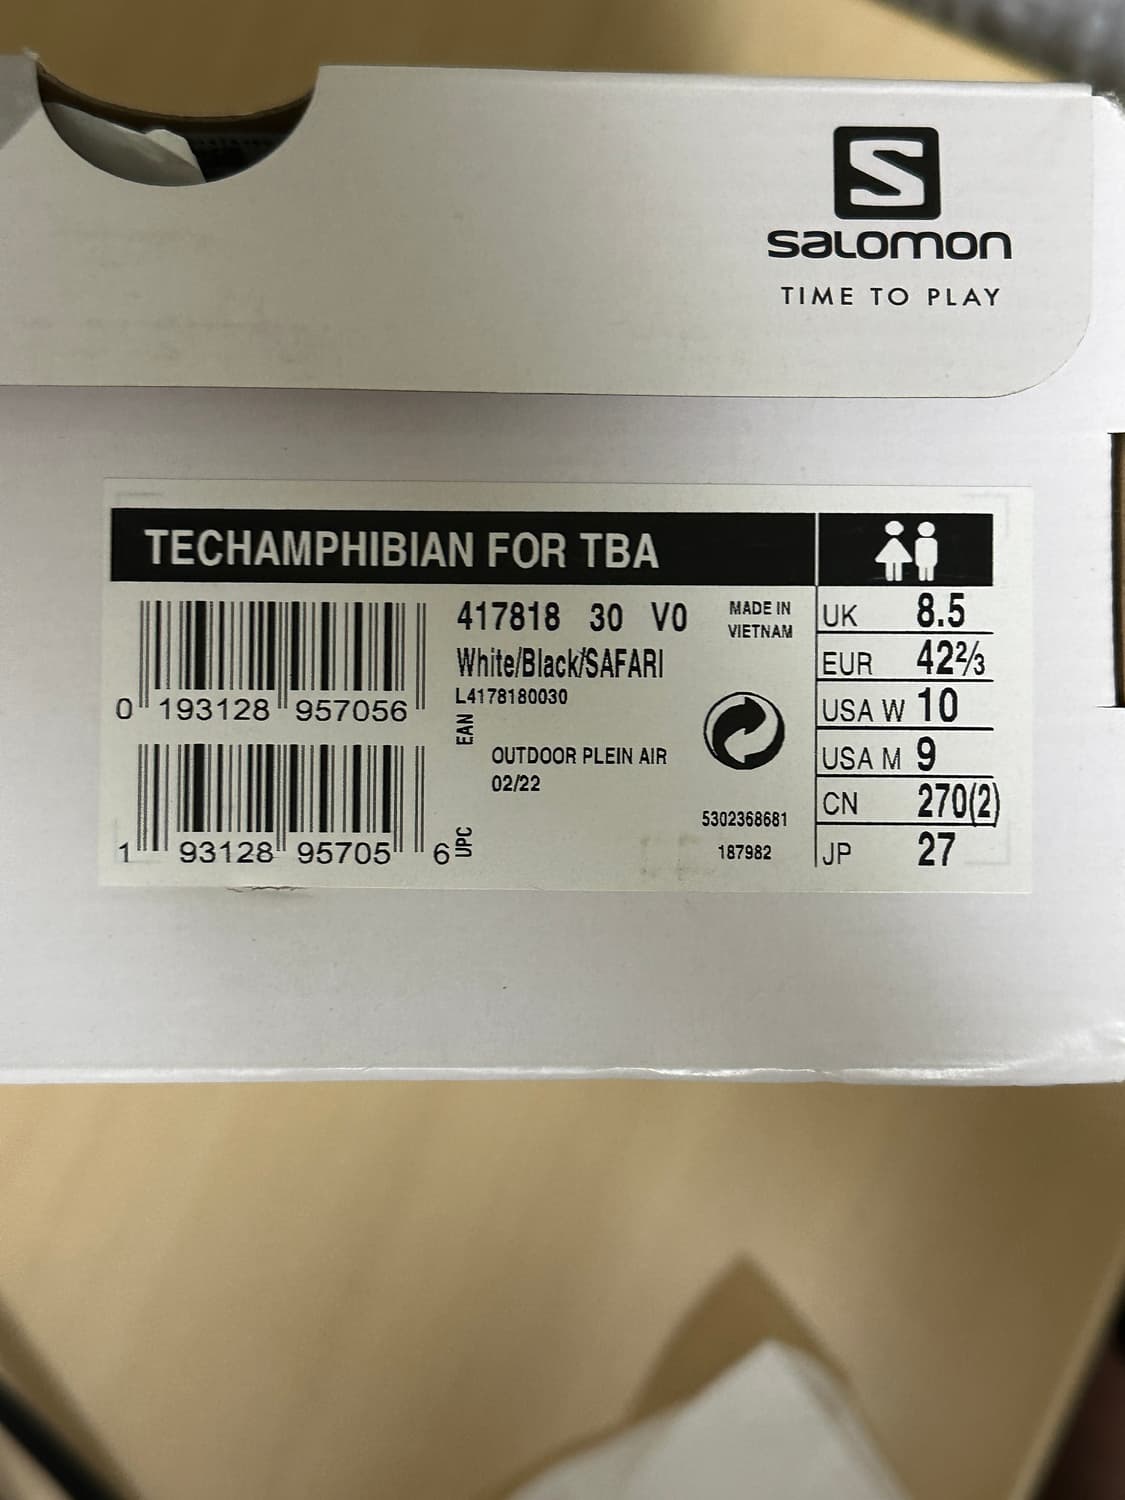 S
salomon
TIME TO PLAY
TECHAMPHIBIAN FOR TBA
417818 30 V0
White/Black/SAFARI
L4178180030
MADE IN
VIETNAM
0 193128 957056
EAN
OUTDOOR PLEIN AIR
02/22
1 93128 95705 6
UPC
5302368681
187982
UK 8.5
EUR 42⅔
USA W 10
USA M 9
CN 270(2)
JP 27